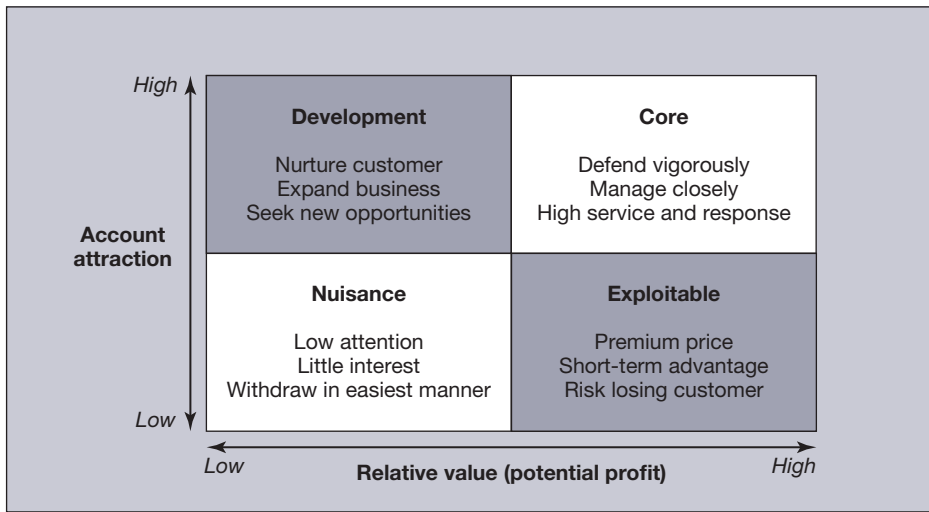 High
Development
Nurture customer
Expand business
Seek new opportunities
Core
Defend vigorously
Manage closely
High service and response
Account
attraction
Nuisance
Low attention
Little interest
Withdraw in easiest manner
Exploitable
Premium price
Short-term advantage
Risk losing customer
Low
Low
Relative value (potential profit)
High